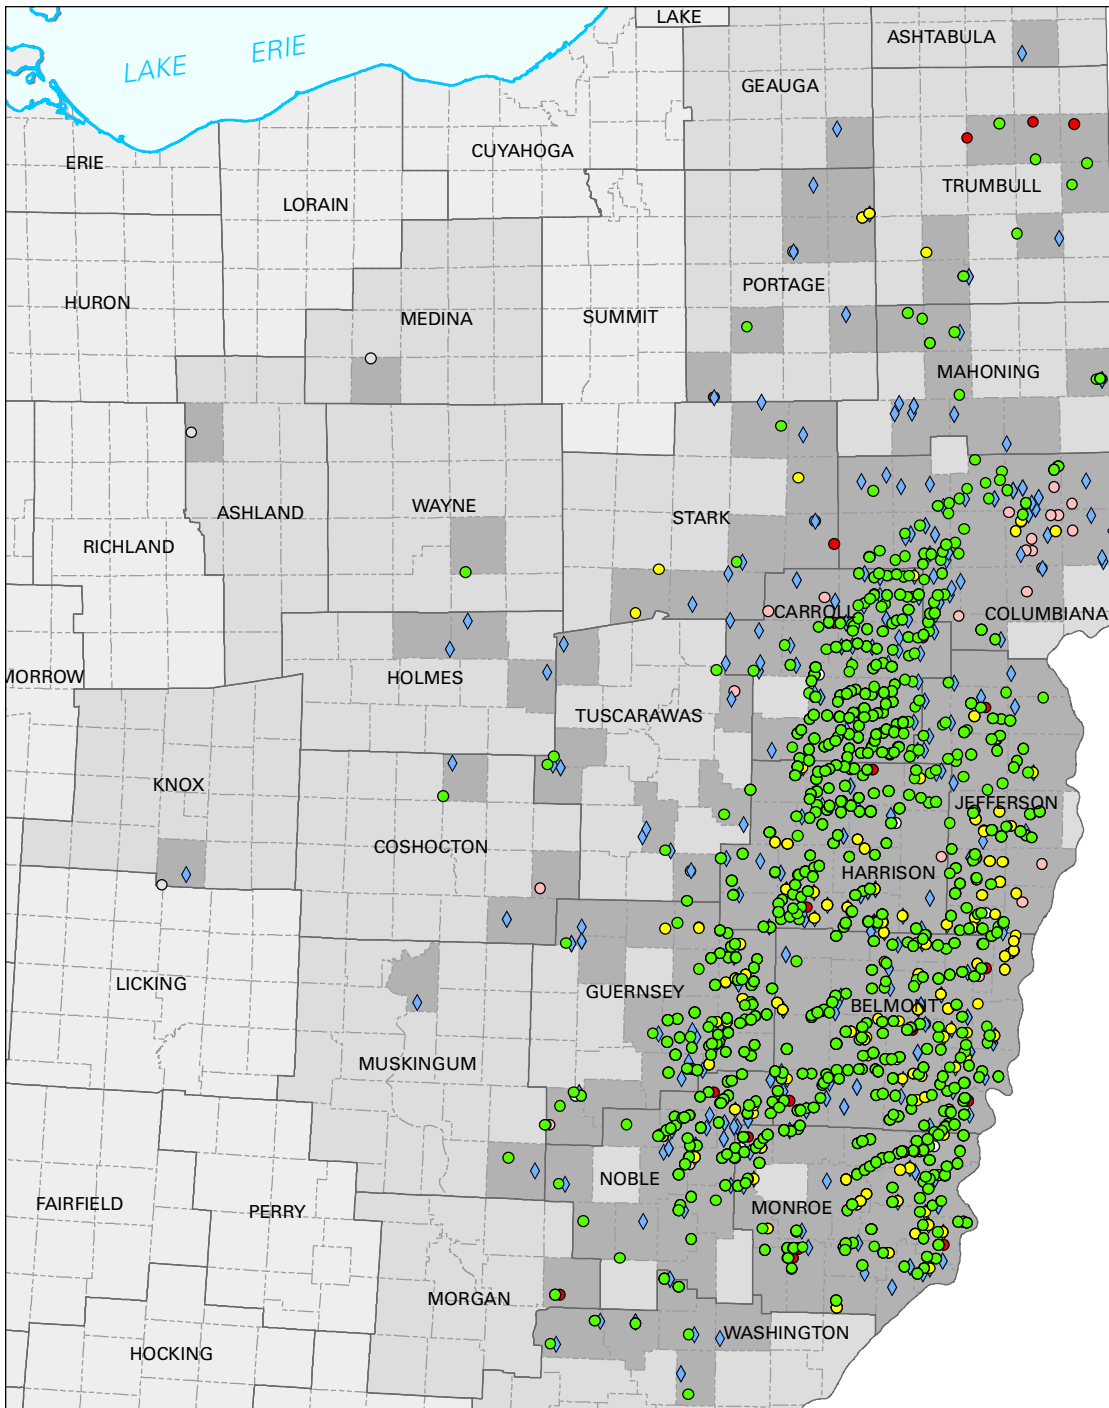 LAKE
ASHTABULA
LAKE ERIE
GEAUGA
CUYAHOGA
ERIE
TRUMBULL
LORAIN
PORTAGE
HURON
MEDINA
SUMMIT
MAHONING
WAYNE
ASHLAND
STARK
RICHLAND
CARROLL
COLUMBIANA
MORROW
HOLMES
TUSCARAWAS
KNOX
JEFFERSON
COSHOCTON
HARRISON
LICKING
GUERNSEY
BELMONT
MUSKINGUM
NOBLE
FAIRFIELD
PERRY
MONROE
MORGAN
WASHINGTON
HOCKING